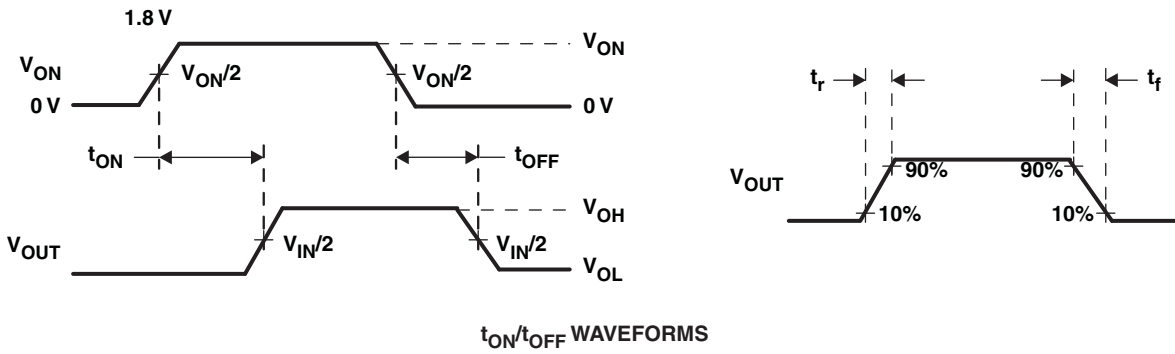 1.8 V
V_ON
V_ON
V_ON/2
V_ON/2
0 V
0 V
t_ON
t_OFF
V_OH
V_OUT
V_IN/2
V_IN/2
V_OL
t_r
t_f
V_OUT
90%
90%
10%
10%
t_ON/t_OFF WAVEFORMS